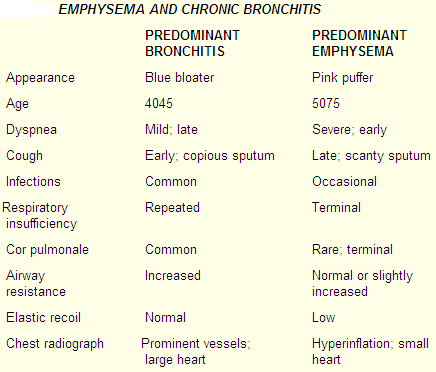 EMPHYSEMA AND CHRONIC BRONCHITIS
PREDOMINANT BRONCHITIS PREDOMINANT EMPHYSEMA
Appearance Blue bloater Pink puffer
Age 4045 5075
Dyspnea Mild; late Severe; early
Cough Early; copious sputum Late; scanty sputum
Infections Common Occasional
Respiratory insufficiency Repeated Terminal
Cor pulmonale Common Rare; terminal
Airway resistance Increased Normal or slightly increased
Elastic recoil Normal Low
Chest radiograph Prominent vessels; large heart Hyperinflation; small heart